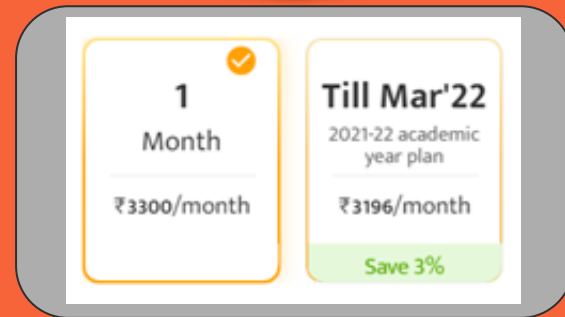 1
Month
₹3300/month
Till Mar'22
2021-22 academic
year plan
₹3196/month
Save 3%